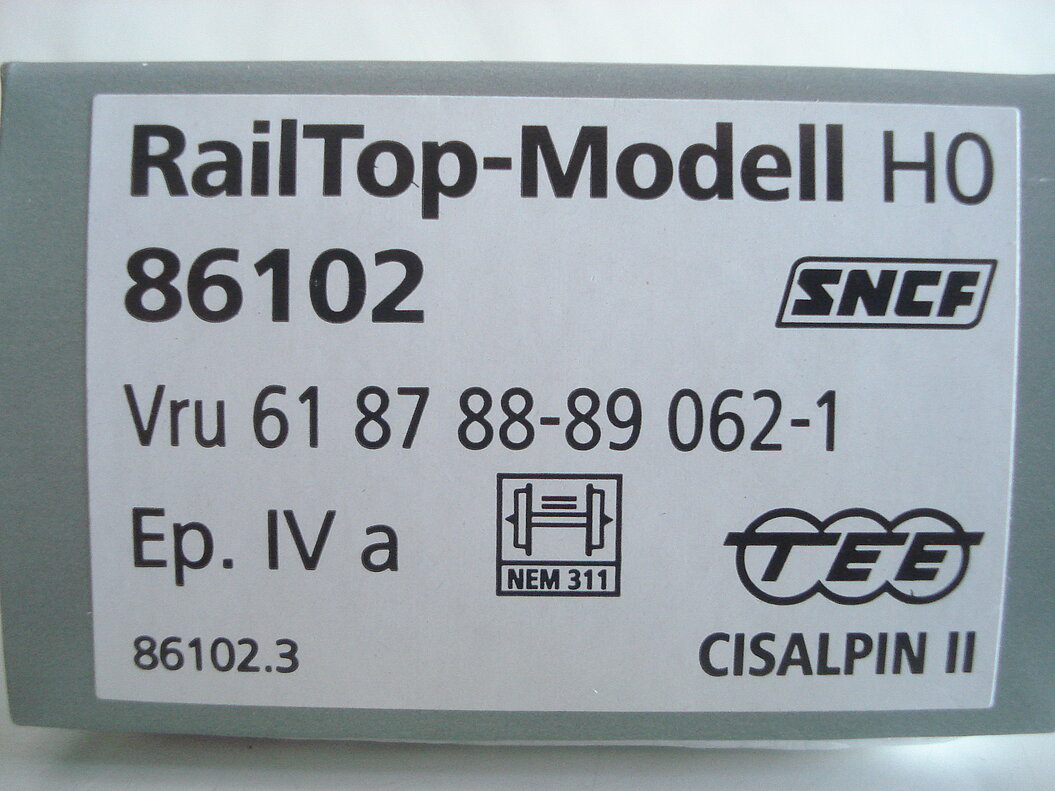 RailTop-Modell H0
86102
SNCF
Vru 61 87 88-89 062-1
Ep. IV a
NEM 311
TEE
86102.3
CISALPIN II